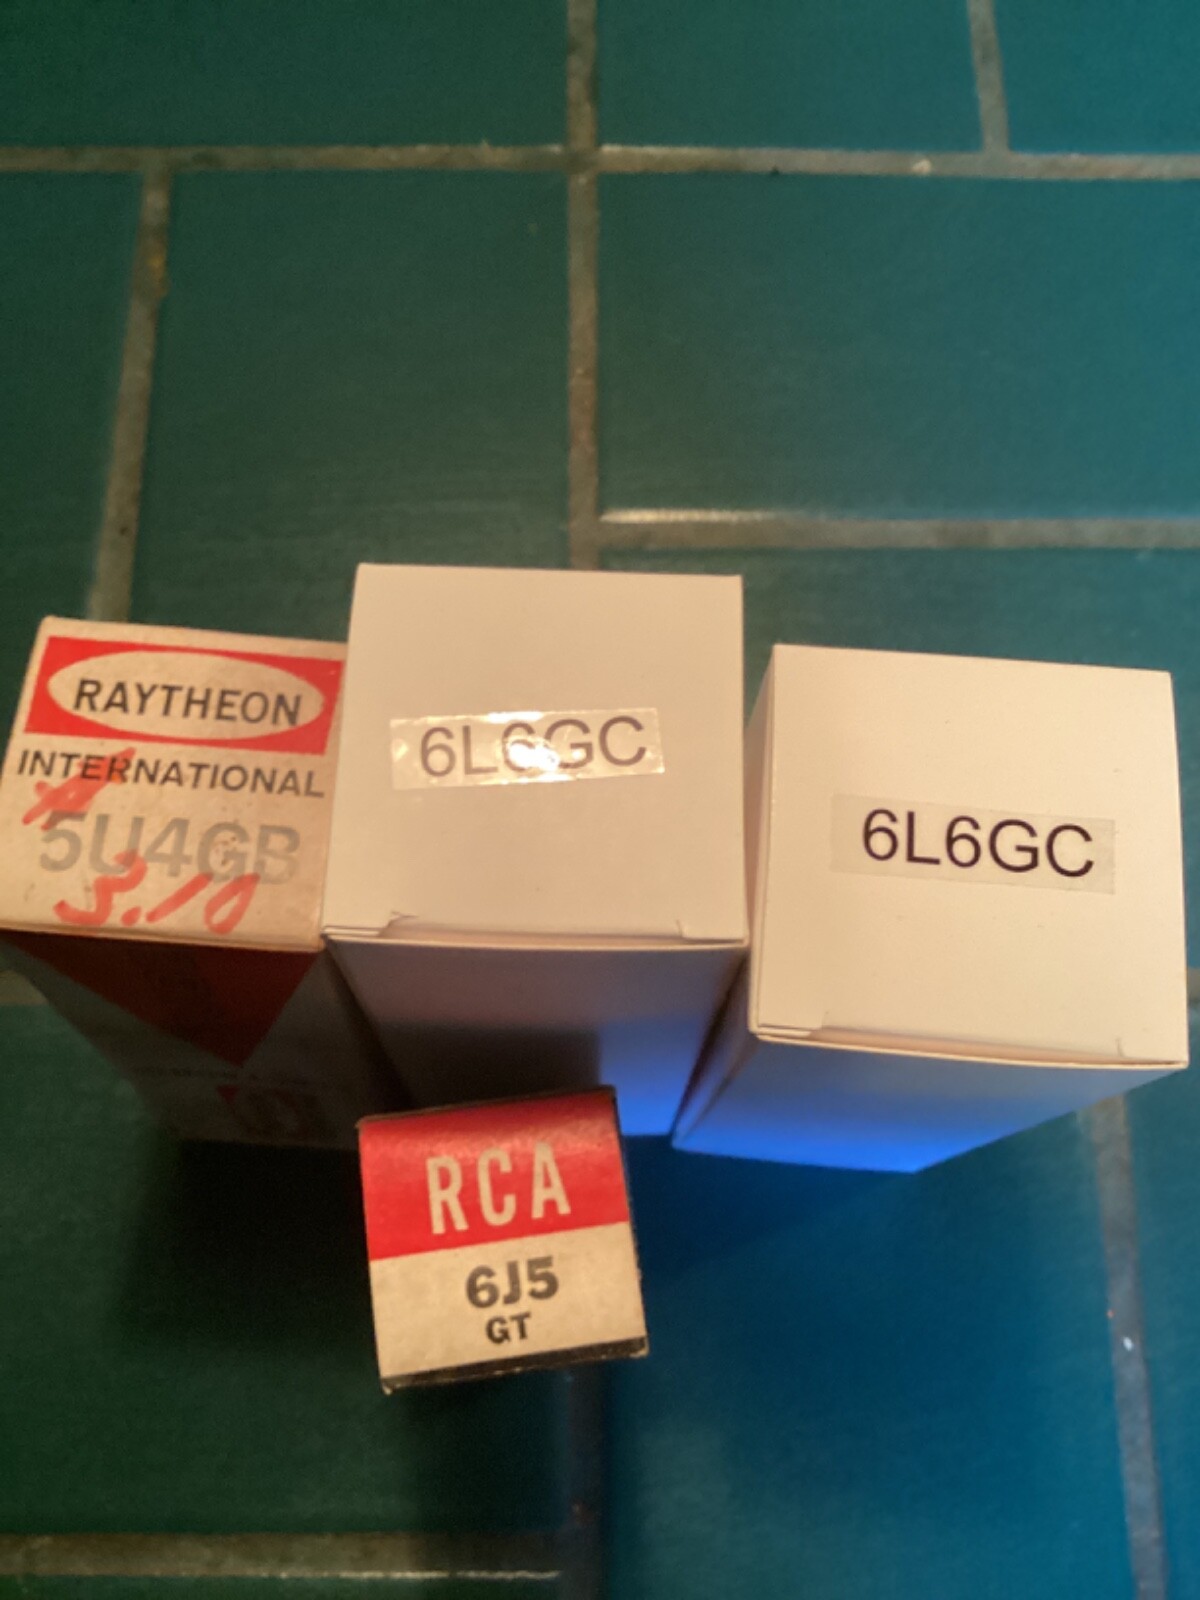 RAYTHEON
INTERNATIONAL
5U4GB
3.10
6L6GC
6L6GC
RCA
6J5
GT